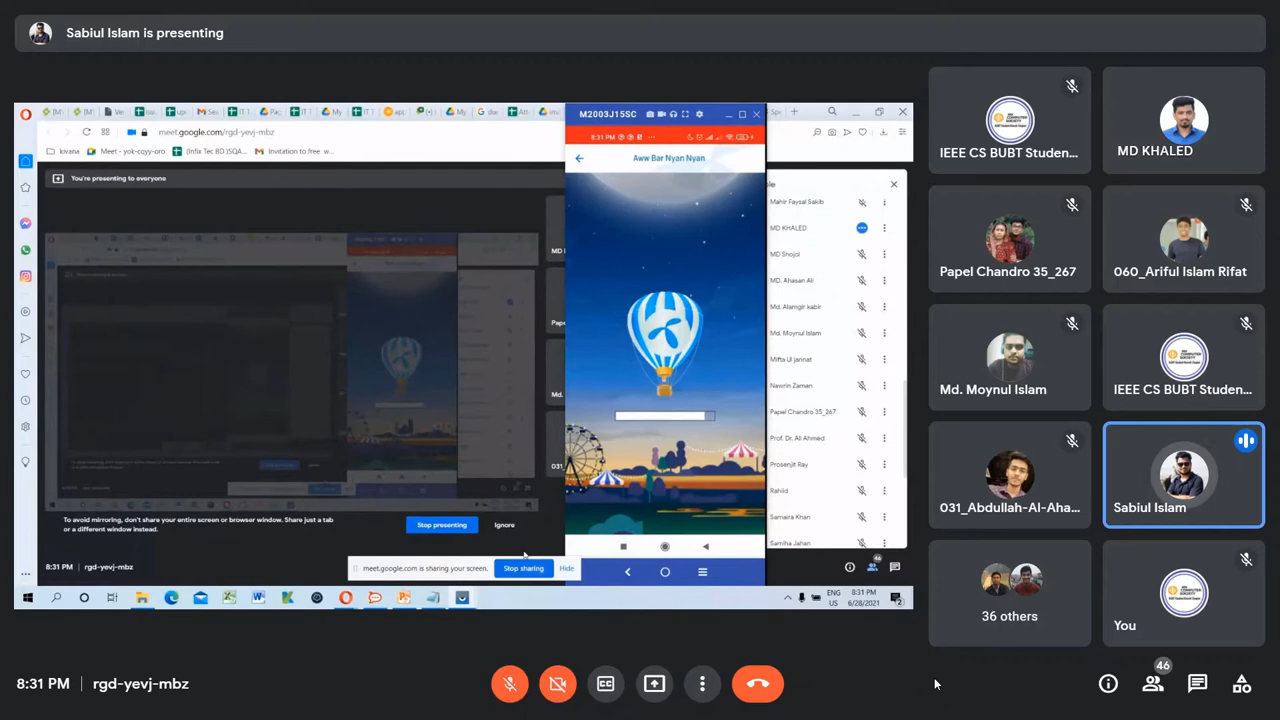 Sabiul Islam is presenting
M2003J15SC
meet.google.com/rgd-yevj-mbz
kivana
Meet - yok-cqyy-oro
(Infix Tec BD )SQA...
Invitation to free w...
You're presenting to everyone
8:31 PM
Aww Bar Nyan Nyan
Mahir Faysal Sakib
MD KHALED
MD Shojol
MD. Ahasan Ali
Md. Alamgir kabir
Md. Moynul Islam
Mifta Ul jannat
Nawrin Zaman
Papel Chandro 35_267
Prof. Dr. Ali Ahmed
Prosenjit Ray
Rahid
Samaira Khan
Samiha Jahan
To avoid mirroring, don't share your entire screen or browser window. Share just a tab
or a different window instead.
Stop presenting
Ignore
8:31 PM
rgd-yevj-mbz
meet.google.com is sharing your screen.
Stop sharing
Hide
46
ENG
US
8:31 PM
6/28/2021
IEEE CS BUBT Studen...
MD KHALED
Papel Chandro 35_267
060_Ariful Islam Rifat
Md. Moynul Islam
IEEE CS BUBT Studen...
031_Abdullah-Al-Aha...
Sabiul Islam
36 others
You
8:31 PM
rgd-yevj-mbz
46